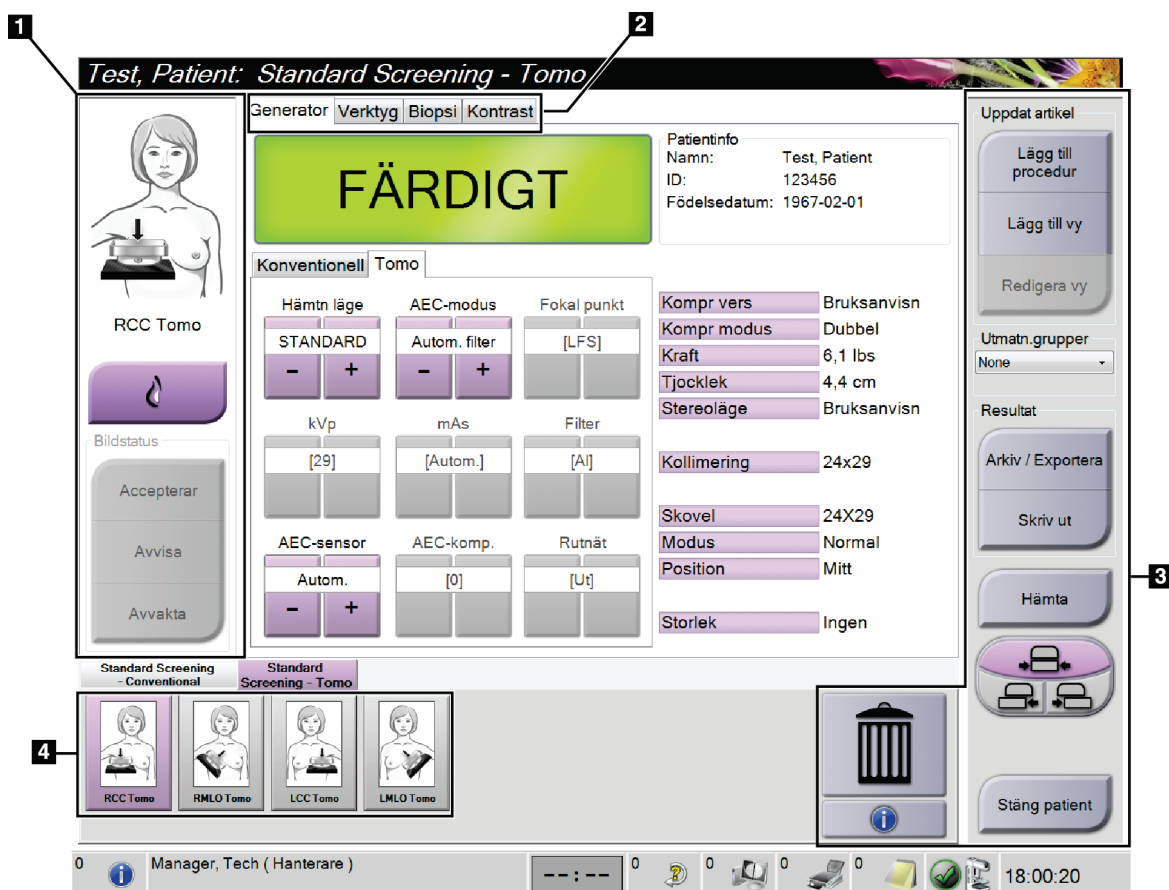 1
2
Test, Patient: Standard Screening - Tomo
Generator Verktyg Biopsi Kontrast
RCC Tomo
Bildstatus
Accepterar
Avvisa
Avvakta
FÄRDIGT
Patientinfo
Namn: Test, Patient
ID: 123456
Födelsedatum: 1967-02-01
Konventionell Tomo
Hämtn läge AEC-modus Fokal punkt
STANDARD Autom. filter [LFS]
- + - +
kVp mAs Filter
[29] [Autom.] [Al]
AEC-sensor AEC-komp. Rutnät
Autom. [0] [Ut]
- +
Kompr vers Bruksanvisn
Kompr modus Dubbel
Kraft 6,1 lbs
Tjocklek 4,4 cm
Stereoläge Bruksanvisn
Kollimering 24x29
Skovel 24X29
Modus Normal
Position Mitt
Storlek Ingen
Uppdat artikel
Lägg till
procedur
Lägg till vy
Redigera vy
Utmatn.grupper
None
Resultat
Arkiv / Exportera
Skriv ut
3
Hämta
Stäng patient
Standard Screening
- Conventional
Standard
Screening - Tomo
4
RCC Tomo RMLO Tomo LCC Tomo LMLO Tomo
0 Manager, Tech ( Hanterare ) --:-- 0 0 0 0 18:00:20